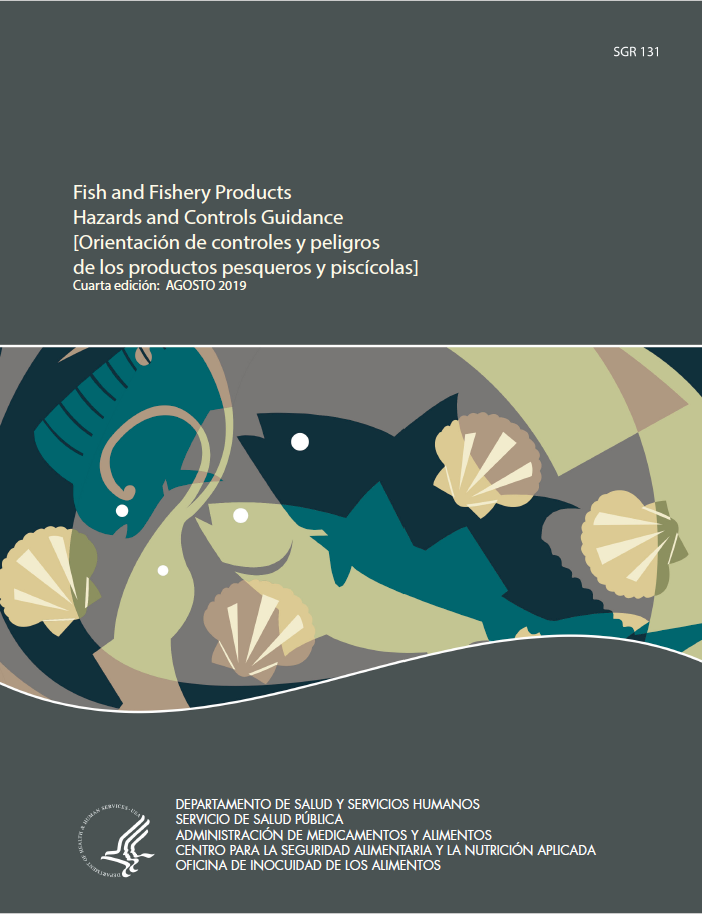 SGR 131
Fish and Fishery Products
Hazards and Controls Guidance
[Orientación de controles y peligros
de los productos pesqueros y piscícolas]
Cuarta edición: AGOSTO 2019
DEPARTMENT OF HEALTH & HUMAN SERVICES • USA
DEPARTAMENTO DE SALUD Y SERVICIOS HUMANOS
SERVICIO DE SALUD PÚBLICA
ADMINISTRACIÓN DE MEDICAMENTOS Y ALIMENTOS
CENTRO PARA LA SEGURIDAD ALIMENTARIA Y LA NUTRICIÓN APLICADA
OFICINA DE INOCUIDAD DE LOS ALIMENTOS